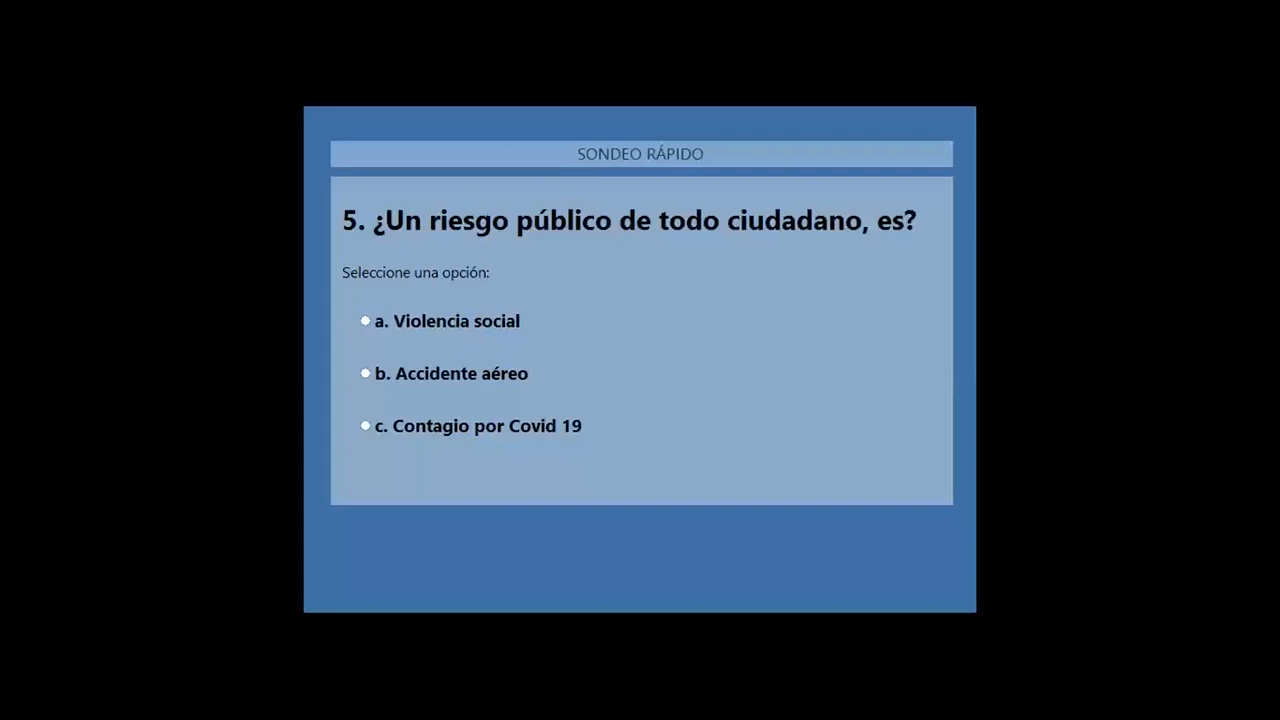 SONDEO RÁPIDO
5. ¿Un riesgo público de todo ciudadano, es?
Seleccione una opción:
a. Violencia social
b. Accidente aéreo
c. Contagio por Covid 19